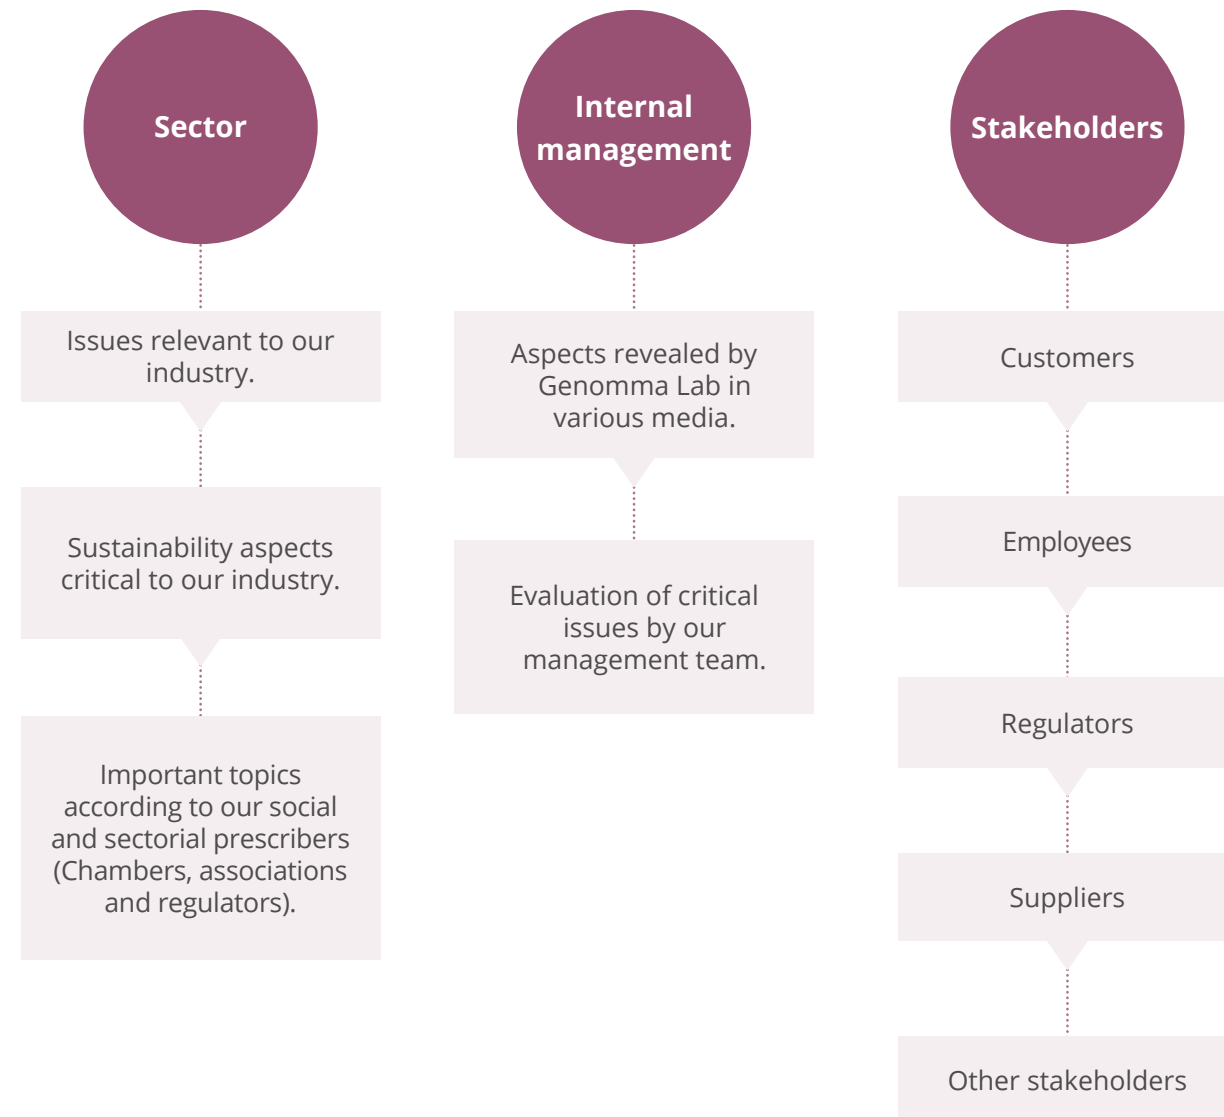 Sector
Issues relevant to our
industry.
Sustainability aspects
critical to our industry.
Important topics
according to our social
and sectorial prescribers
(Chambers, associations
and regulators).
Internal
management
Aspects revealed by
Genomma Lab in
various media.
Evaluation of critical
issues by our
management team.
Stakeholders
Customers
Employees
Regulators
Suppliers
Other stakeholders